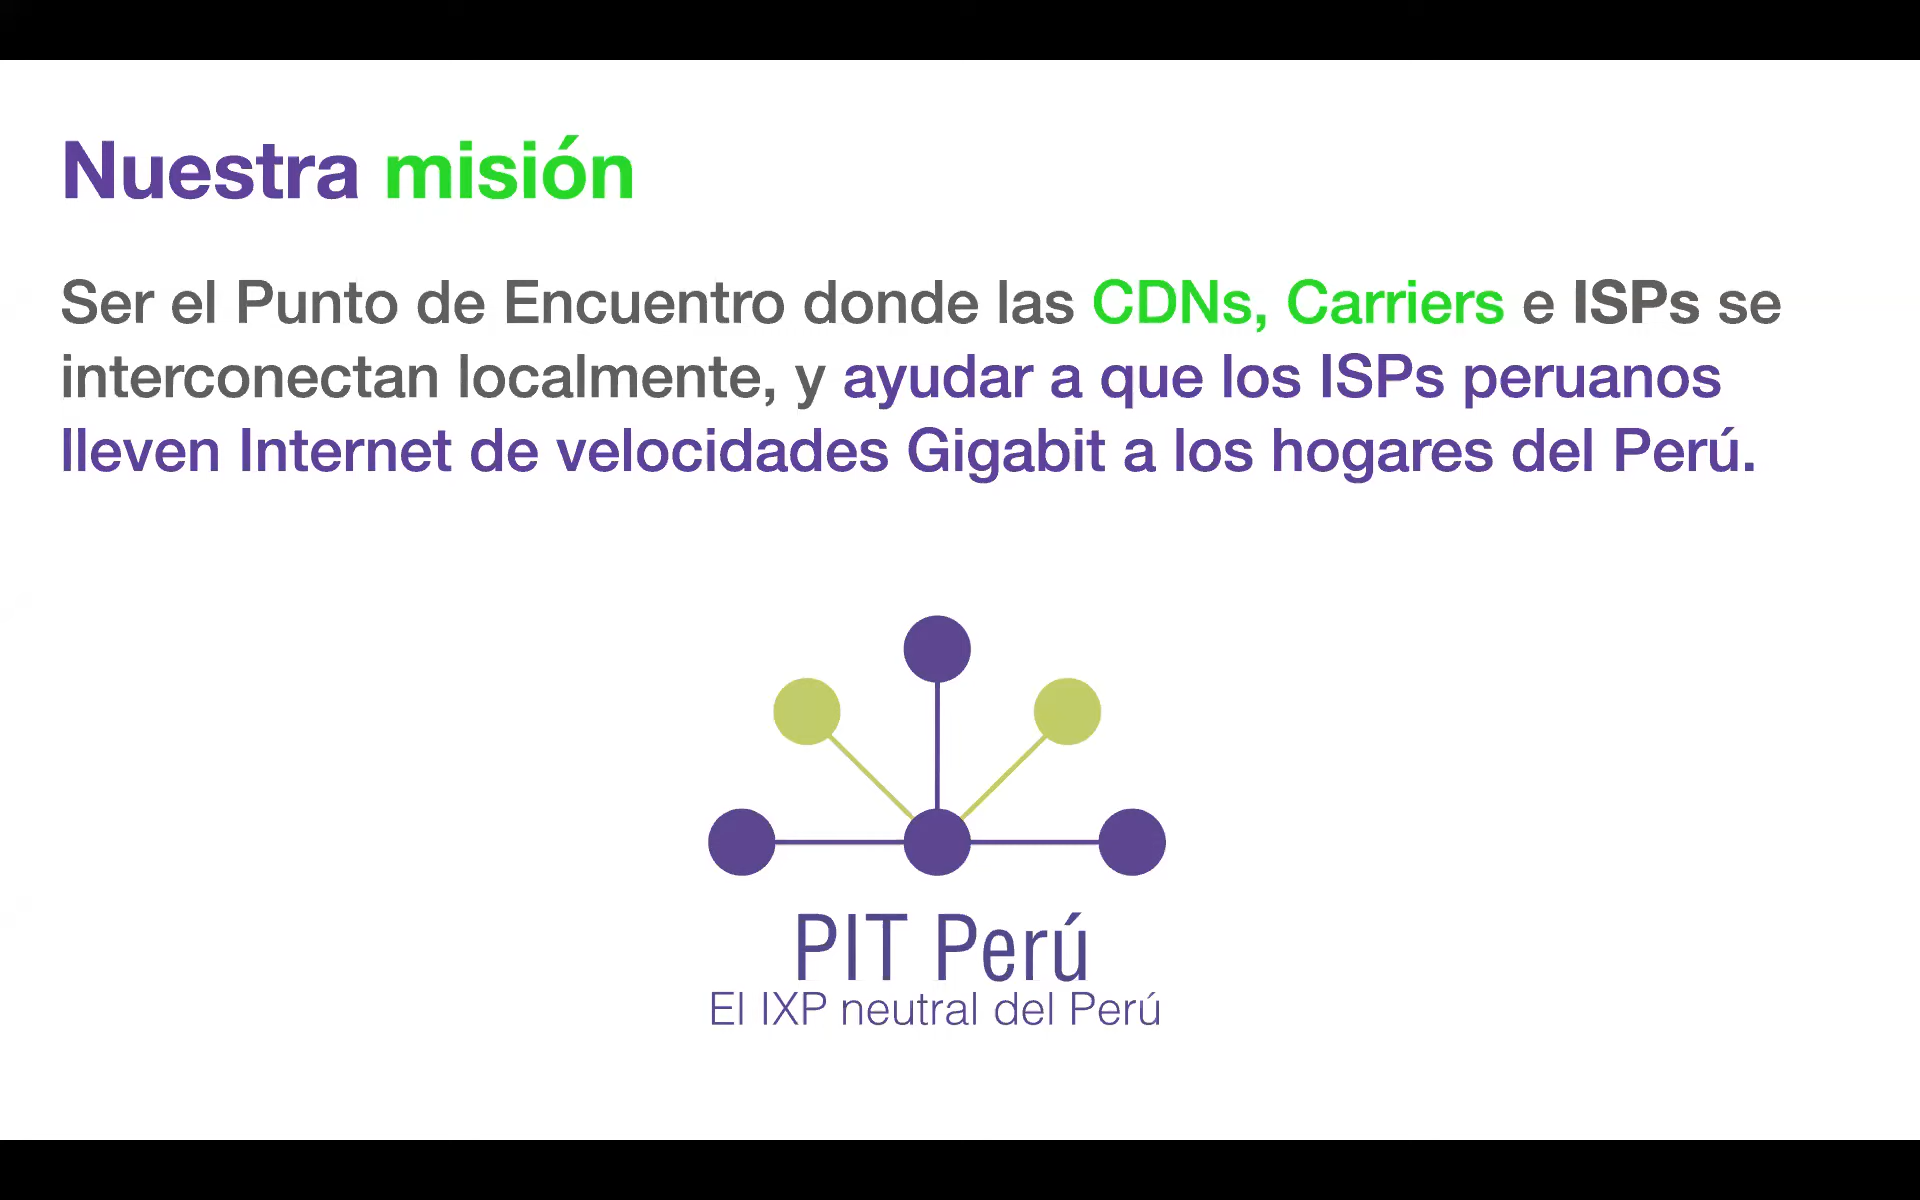 Nuestra misión
Ser el Punto de Encuentro donde las CDNs, Carriers e ISPs se
interconectan localmente, y ayudar a que los ISPs peruanos
lleven Internet de velocidades Gigabit a los hogares del Perú.
PIT Perú
El IXP neutral del Perú